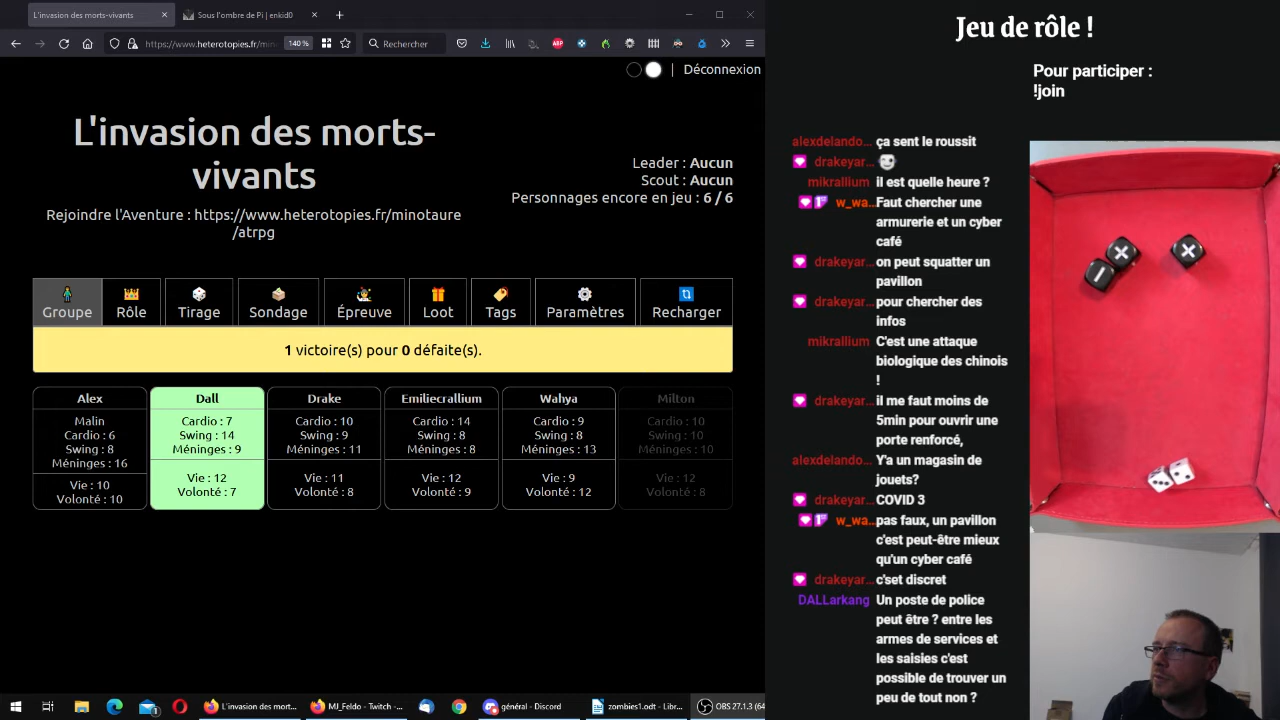 L'invasion des morts-vivants
Sous l'ombre de Pi | enkid0
https://www.heterotopies.fr/mino
140 %
Rechercher
ABP
Déconnexion
L'invasion des morts-
vivants
Rejoindre l'Aventure : https://www.heterotopies.fr/minotaure
/atrpg
Leader : Aucun
Scout : Aucun
Personnages encore en jeu : 6 / 6
Groupe
Rôle
Tirage
Sondage
Épreuve
Loot
Tags
Paramètres
Recharger
1 victoire(s) pour 0 défaite(s).
Alex
Malin
Cardio : 6
Swing : 8
Méninges : 16
Vie : 10
Volonté : 10
Dall
Cardio : 7
Swing : 14
Méninges : 9
Vie : 12
Volonté : 7
Drake
Cardio : 10
Swing : 9
Méninges : 11
Vie : 11
Volonté : 8
Emiliecrallium
Cardio : 14
Swing : 8
Méninges : 8
Vie : 12
Volonté : 9
Wahya
Cardio : 9
Swing : 8
Méninges : 13
Vie : 9
Volonté : 12
Milton
Cardio : 10
Swing : 10
Méninges : 10
Vie : 12
Volonté : 8
L'invasion des mort...
MJ_Feldo - Twitch -...
général - Discord
zombies1.odt - Libr...
OBS 27.1.3 (64
Jeu de rôle !
Pour participer :
!join
alexdelando... ça sent le roussit
drakeyar...
mikrallium il est quelle heure ?
w_wa... Faut chercher une
armurerie et un cyber
café
drakeyar... on peut squatter un
pavillon
drakeyar... pour chercher des
infos
mikrallium C'est une attaque
biologique des chinois
!
drakeyar... il me faut moins de
5min pour ouvrir une
porte renforcé,
alexdelando... Y'a un magasin de
jouets?
drakeyar... COVID 3
w_wa... pas faux, un pavillon
c'est peut-être mieux
qu'un cyber café
drakeyar... c'set discret
DALLarkang Un poste de police
peut être ? entre les
armes de services et
les saisies c'est
possible de trouver un
peu de tout non ?